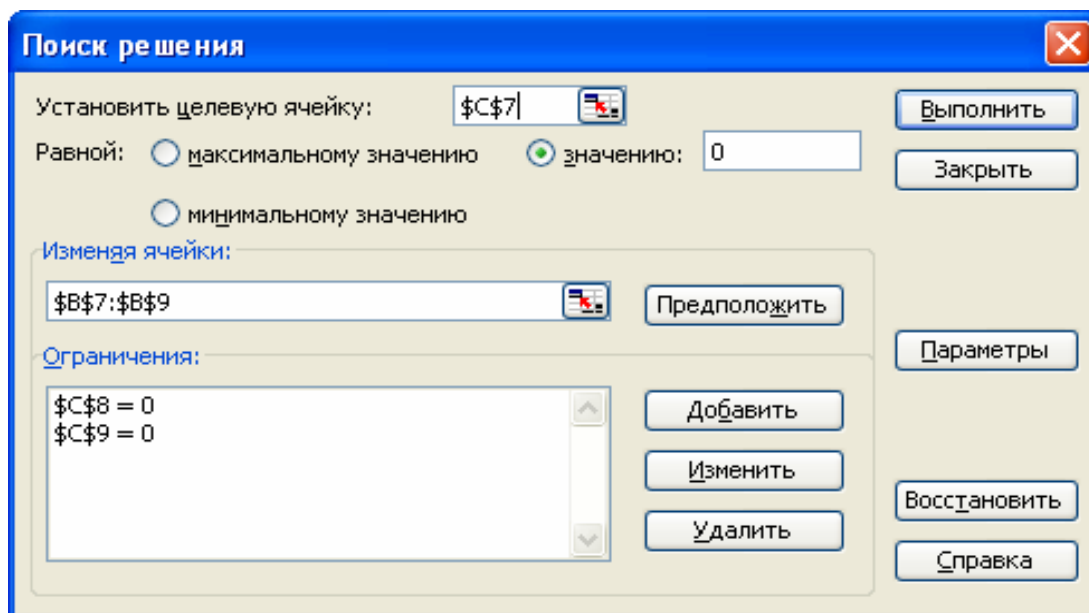 Поиск решения
Установить целевую ячейку: $C$7
Выполнить
Равной: максимальному значению значению: 0
Закрыть
минимальному значению
Изменяя ячейки:
$B$7:$B$9
Предположить
Ограничения:
Параметры
$C$8 = 0
$C$9 = 0
Добавить
Изменить
Удалить
Восстановить
Справка